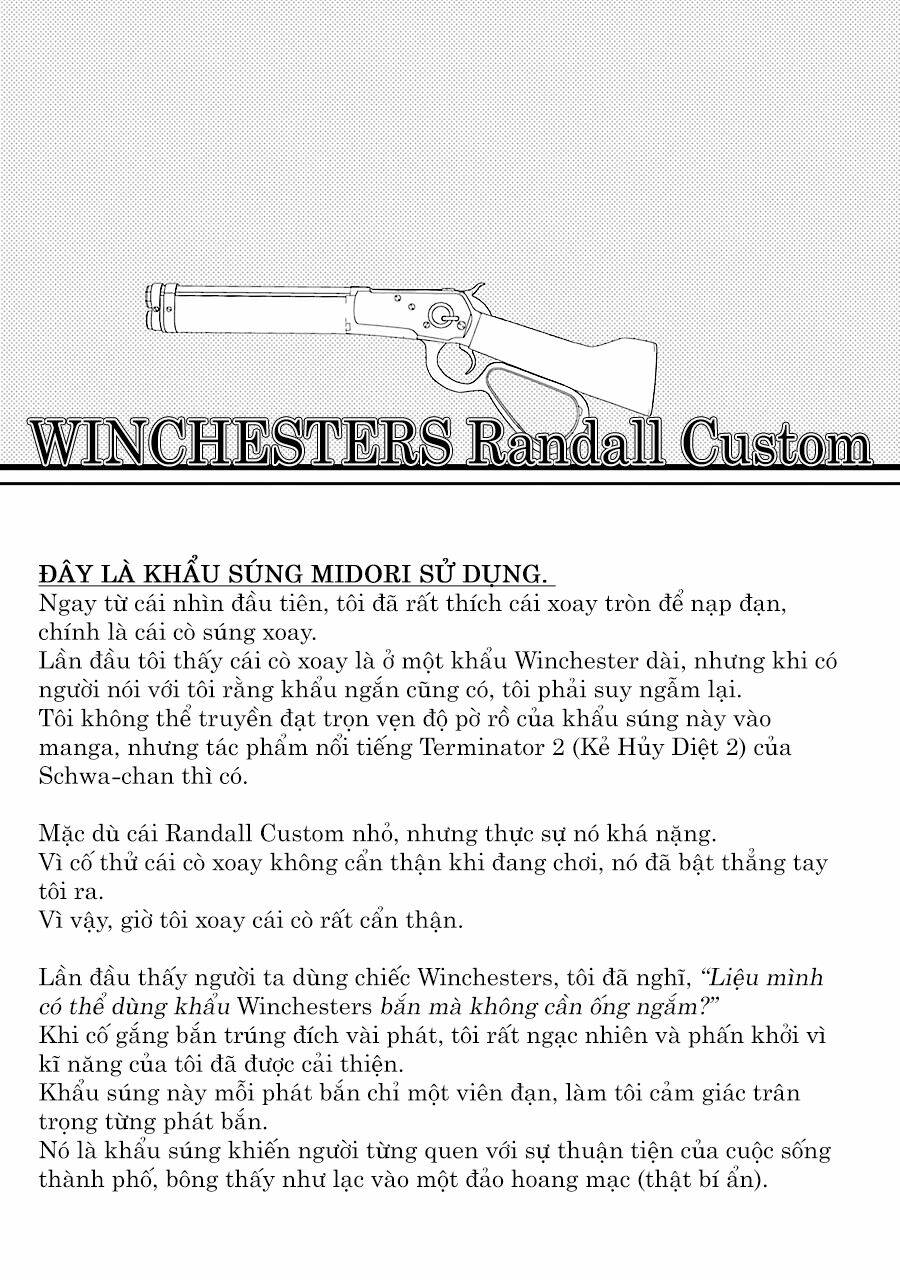 WINCHESTERS Randall Custom
ĐÂY LÀ KHẨU SÚNG MIDORI SỬ DỤNG.
Ngay từ cái nhìn đầu tiên, tôi đã rất thích cái xoay tròn để nạp đạn,
chính là cái cò súng xoay.
Lần đầu tôi thấy cái cò xoay là ở một khẩu Winchester dài, nhưng khi có
người nói với tôi rằng khẩu ngắn cũng có, tôi phải suy ngẫm lại.
Tôi không thể truyền đạt trọn vẹn độ pờ rồ của khẩu súng này vào
manga, nhưng tác phẩm nổi tiếng Terminator 2 (Kẻ Hủy Diệt 2) của
Schwa-chan thì có.
Mặc dù cái Randall Custom nhỏ, nhưng thực sự nó khá nặng.
Vì cố thử cái cò xoay không cẩn thận khi đang chơi, nó đã bật thẳng tay
tôi ra.
Vì vậy, giờ tôi xoay cái cò rất cẩn thận.
Lần đầu thấy người ta dùng chiếc Winchesters, tôi đã nghĩ, “Liệu mình
có thể dùng khẩu Winchesters bắn mà không cần ống ngắm?”
Khi cố gắng bắn trúng đích vài phát, tôi rất ngạc nhiên và phấn khởi vì
kĩ năng của tôi đã được cải thiện.
Khẩu súng này mỗi phát bắn chỉ một viên đạn, làm tôi cảm giác trân
trọng từng phát bắn.
Nó là khẩu súng khiến người từng quen với sự thuận tiện của cuộc sống
thành phố, bông thấy như lạc vào một đảo hoang mạc (thật bí ẩn).